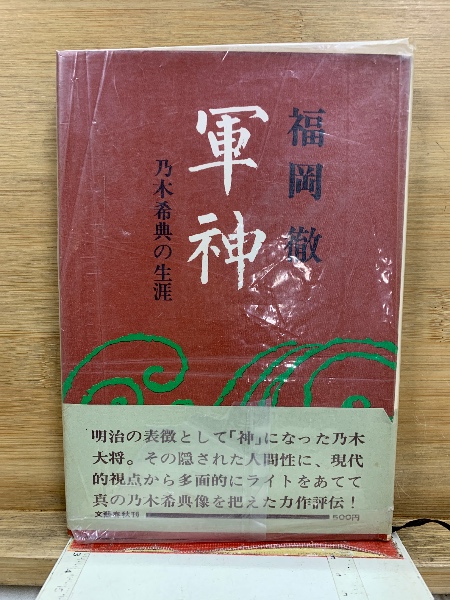 福岡徹
軍神
乃木希典の生涯
明治の表徴として「神」になった乃木
大将。その隠された人間性に、現代
的視点から多面的にライトをあてて
真の乃木希典像を把えた力作評伝！
文藝春秋刊
500円